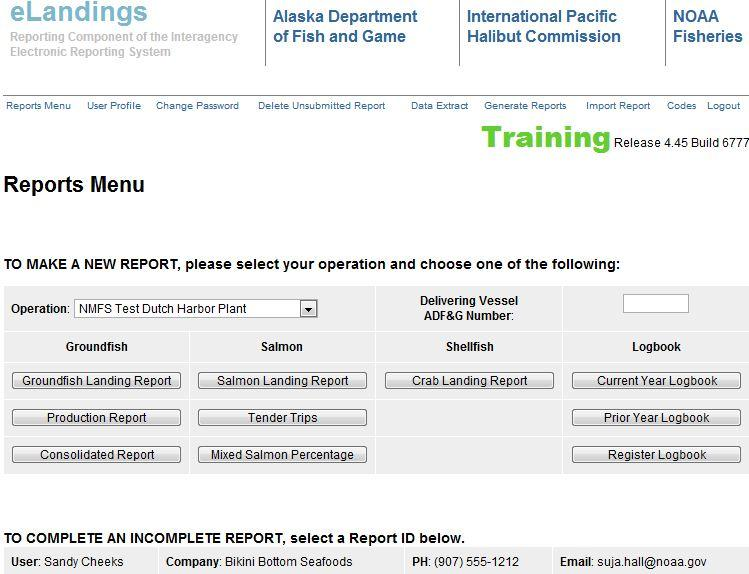 eLandings
Reporting Component of the Interagency
Electronic Reporting System
Alaska Department
of Fish and Game
International Pacific
Halibut Commission
NOAA
Fisheries
Reports Menu User Profile Change Password Delete Unsubmitted Report Data Extract Generate Reports Import Report Codes Logout
Training Release 4.45 Build 6777
Reports Menu
TO MAKE A NEW REPORT, please select your operation and choose one of the following:
Operation: NMFS Test Dutch Harbor Plant
Delivering Vessel
ADF&G Number:
Groundfish Salmon Shellfish Logbook
Groundfish Landing Report Salmon Landing Report Crab Landing Report Current Year Logbook
Production Report Tender Trips Prior Year Logbook
Consolidated Report Mixed Salmon Percentage Register Logbook
TO COMPLETE AN INCOMPLETE REPORT, select a Report ID below.
User: Sandy Cheeks Company: Bikini Bottom Seafoods PH: (907) 555-1212 Email: suja.hall@noaa.gov